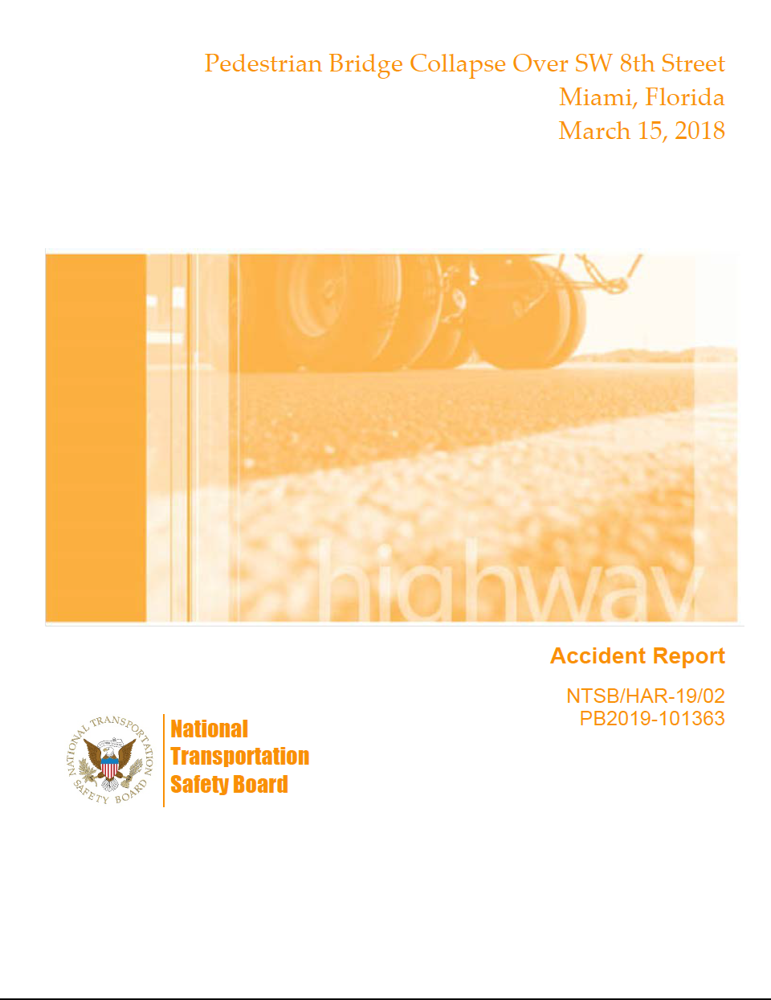 Pedestrian Bridge Collapse Over SW 8th Street
Miami, Florida
March 15, 2018
highway
Accident Report
NTSB/HAR-19/02
PB2019-101363
NATIONAL TRANSPORTATION
SAFETY BOARD
National
Transportation
Safety Board